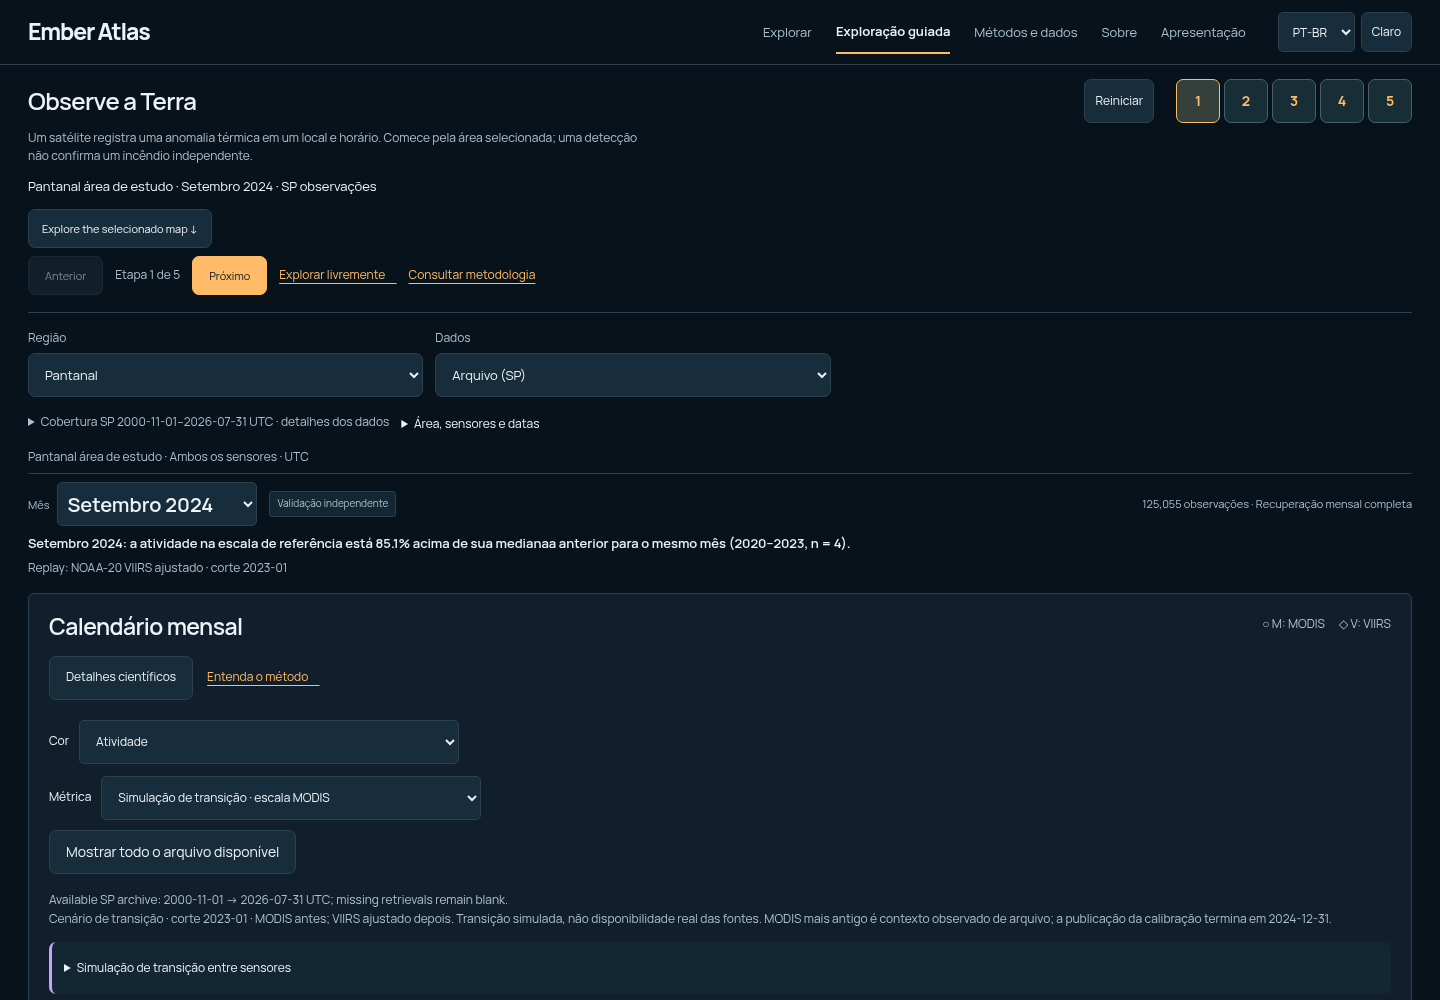 Ember Atlas
Explorar
Exploração guiada
Métodos e dados
Sobre
Apresentação
PT-BR
Claro
Observe a Terra
Reiniciar
1
2
3
4
5
Um satélite registra uma anomalia térmica em um local e horário. Comece pela área selecionada; uma detecção
não confirma um incêndio independente.
Pantanal área de estudo · Setembro 2024 · SP observações
Explore the selecionado map ↓
Anterior
Etapa 1 de 5
Próximo
Explorar livremente
Consultar metodologia
Região
Dados
Pantanal
Arquivo (SP)
Cobertura SP 2000-11-01–2026-07-31 UTC · detalhes dos dados
Área, sensores e datas
Pantanal área de estudo · Ambos os sensores · UTC
Mês
Setembro 2024
Validação independente
125,055 observações · Recuperação mensal completa
Setembro 2024: a atividade na escala de referência está 85.1% acima de sua medianaa anterior para o mesmo mês (2020–2023, n = 4).
Replay: NOAA-20 VIIRS ajustado · corte 2023-01
Calendário mensal
○ M: MODIS
◇ V: VIIRS
Detalhes científicos
Entenda o método
Cor
Atividade
Métrica
Simulação de transição · escala MODIS
Mostrar todo o arquivo disponível
Available SP archive: 2000-11-01 → 2026-07-31 UTC; missing retrievals remain blank.
Cenário de transição · corte 2023-01 · MODIS antes; VIIRS ajustado depois. Transição simulada, não disponibilidade real das fontes. MODIS mais antigo é contexto observado de arquivo; a publicação da calibração termina em 2024-12-31.
Simulação de transição entre sensores